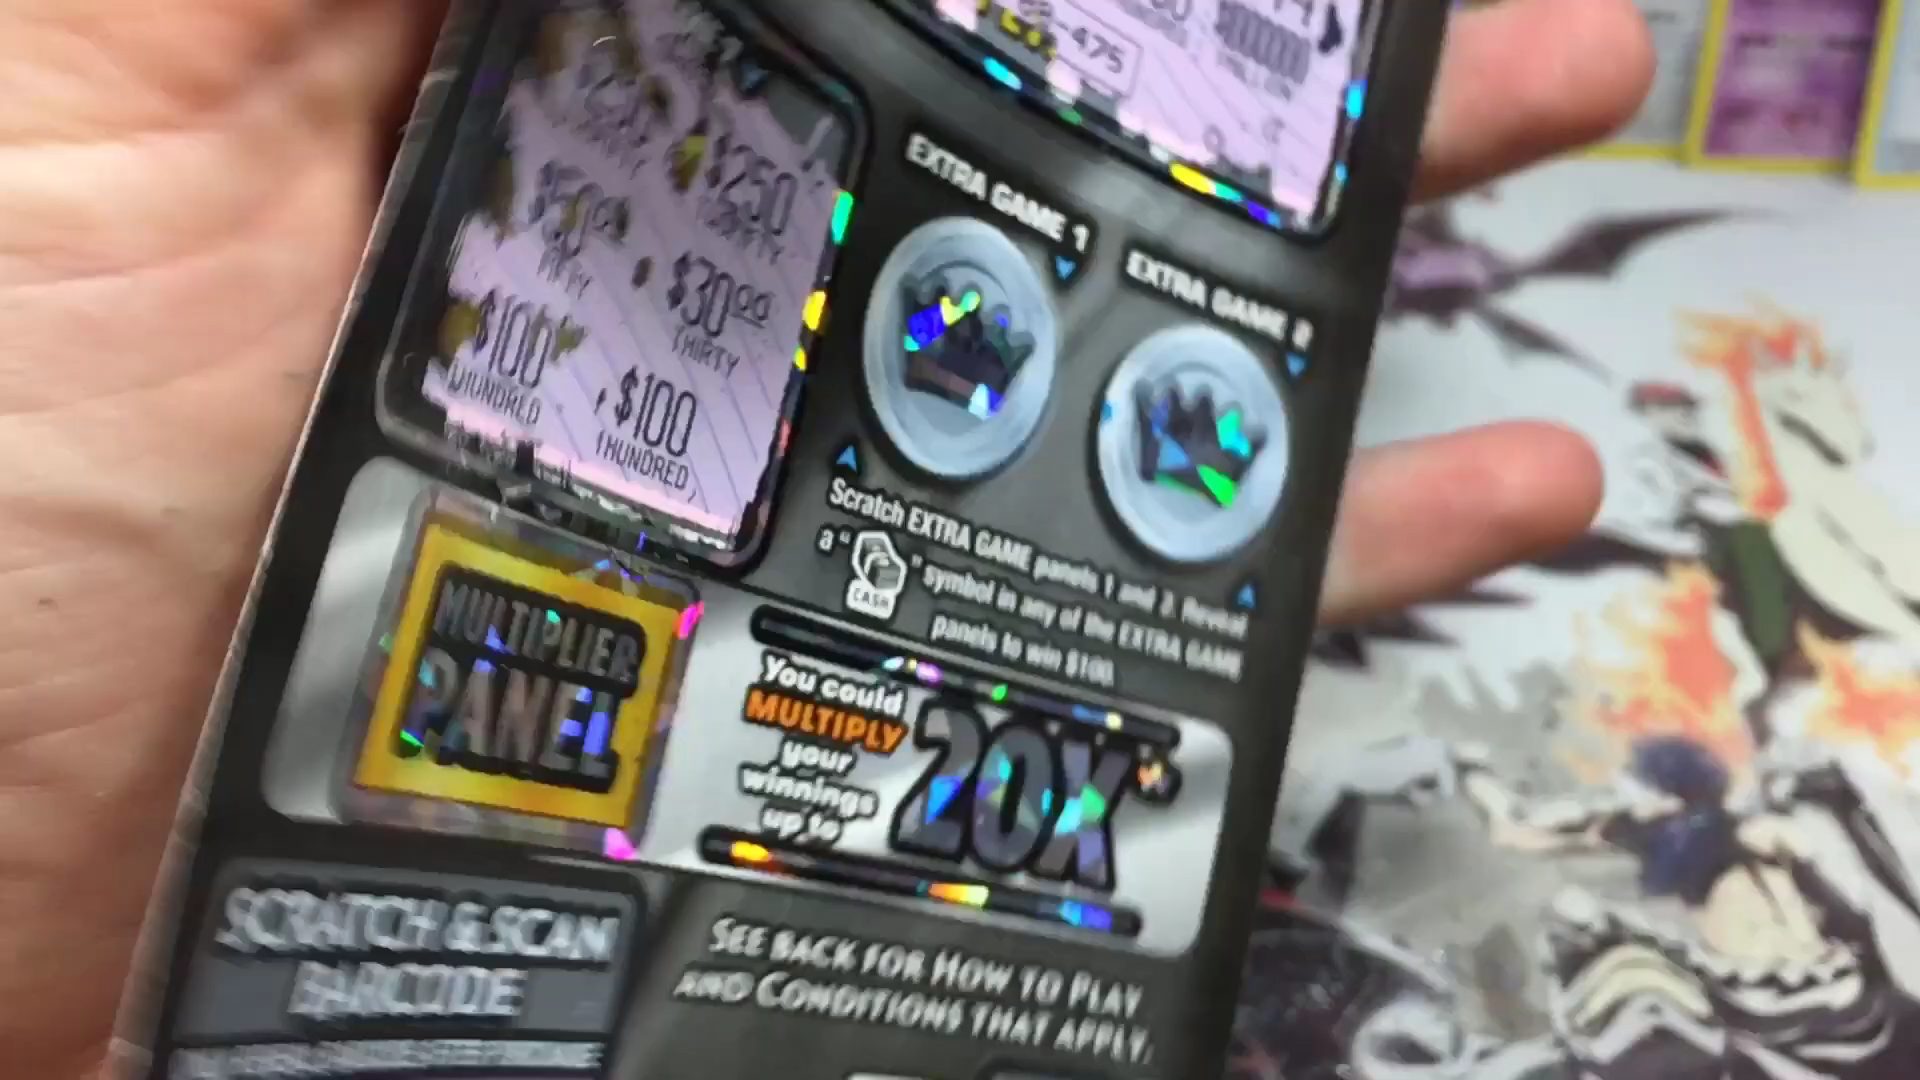 -475
$250
$50.00
FIFTY
$30.00
THIRTY
$100
$100
EXTRA GAME 1
EXTRA GAME 2
Scratch EXTRA GAME panels 1 and 2. Reveal
a "CASH" symbol in any of the EXTRA GAME
panels to win $100.
MULTIPLIER
PANEL
You could
MULTIPLY
your
winnings
up to
20X
SCRATCH & SCAN
BARCODE
SEE BACK FOR HOW TO PLAY
AND CONDITIONS THAT APPLY.